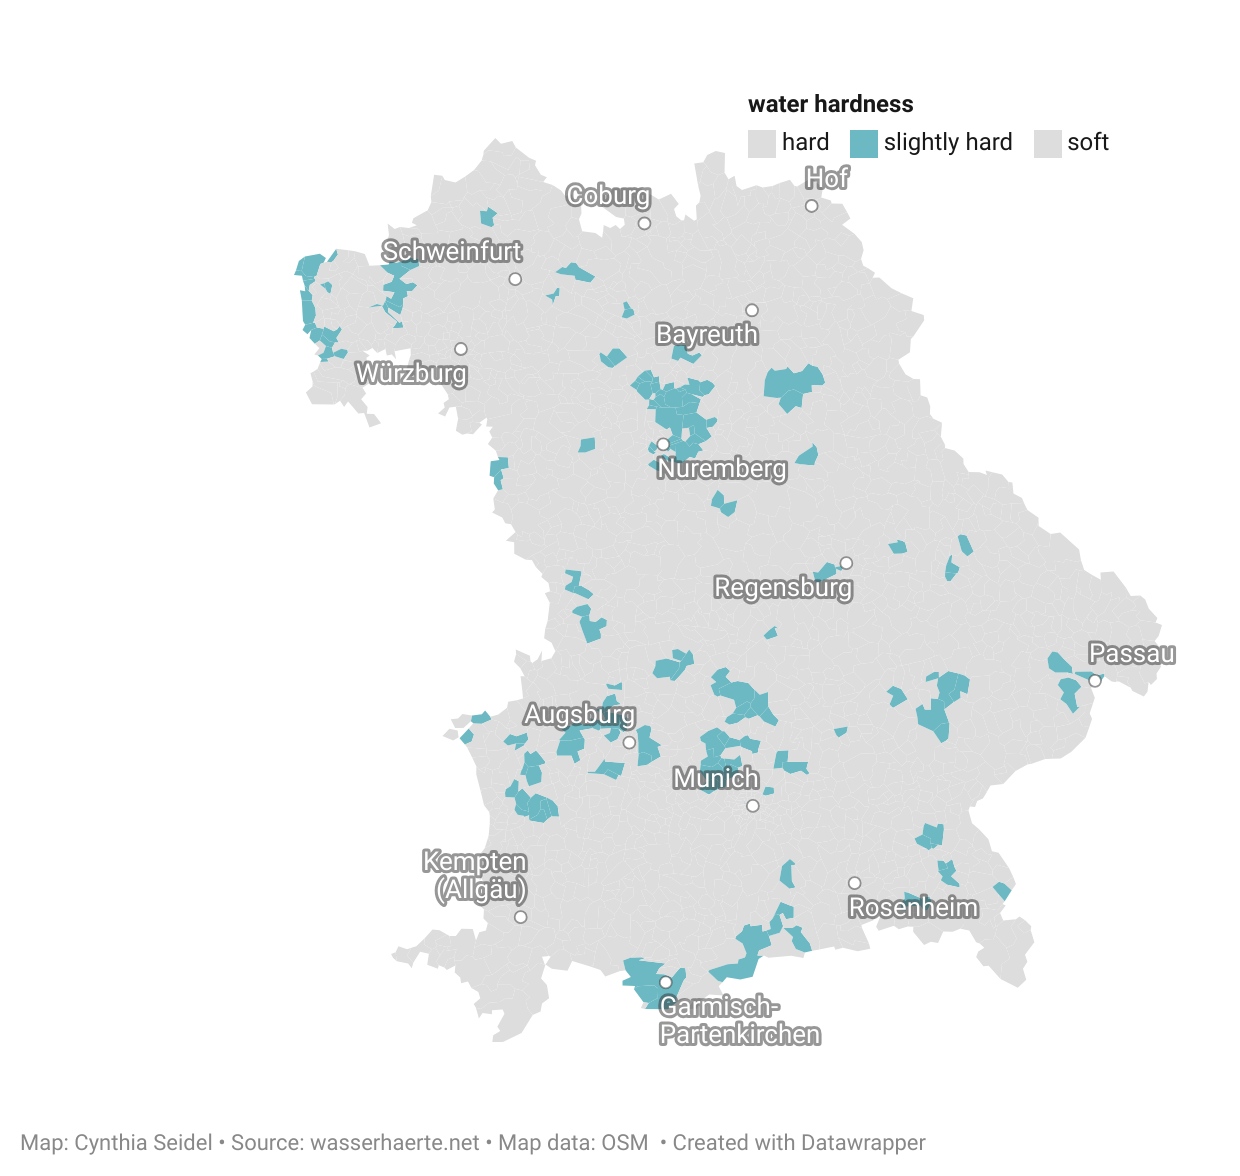 water hardness
hard slightly hard soft
Hof
Coburg
Schweinfurt
Bayreuth
Würzburg
Nuremberg
Regensburg
Passau
Augsburg
Munich
Kempten
(Allgäu)
Rosenheim
Garmisch-
Partenkirchen
Map: Cynthia Seidel • Source: wasserhaerte.net • Map data: OSM • Created with Datawrapper